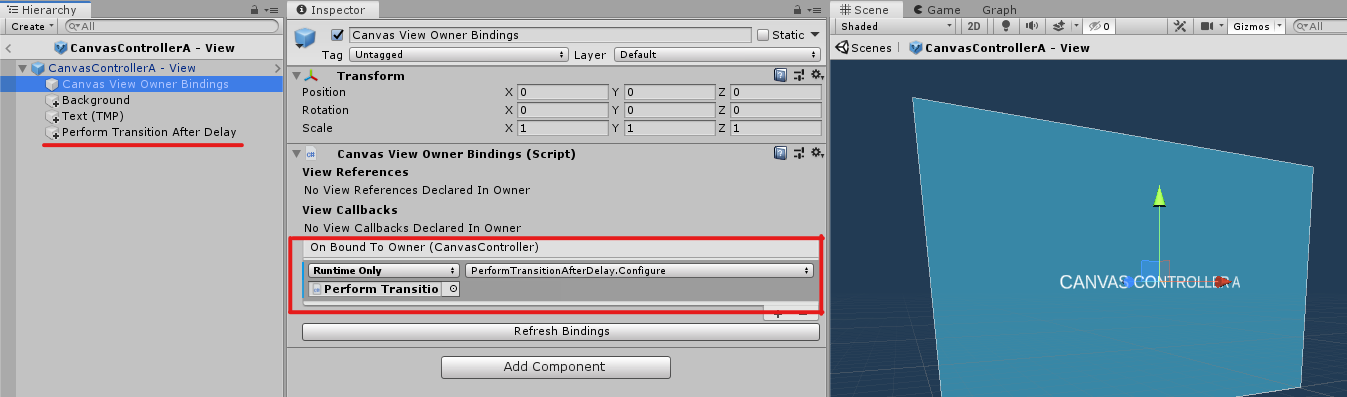 Hierarchy
Create
All
CanvasControllerA - View
CanvasControllerA - View
Canvas View Owner Bindings
Background
Text (TMP)
Perform Transition After Delay
Inspector
Canvas View Owner Bindings
Static
Tag Untagged Layer Default
Transform
Position X 0 Y 0 Z 0
Rotation X 0 Y 0 Z 0
Scale X 1 Y 1 Z 1
Canvas View Owner Bindings (Script)
View References
No View References Declared In Owner
View Callbacks
No View Callbacks Declared In Owner
On Bound To Owner (CanvasController)
Runtime Only PerformTransitionAfterDelay.Configure
Perform Transitio
Refresh Bindings
Add Component
Scene Game Graph
Shaded 2D 0 Gizmos All
Scenes CanvasControllerA - View
CANVAS CONTROLLER A